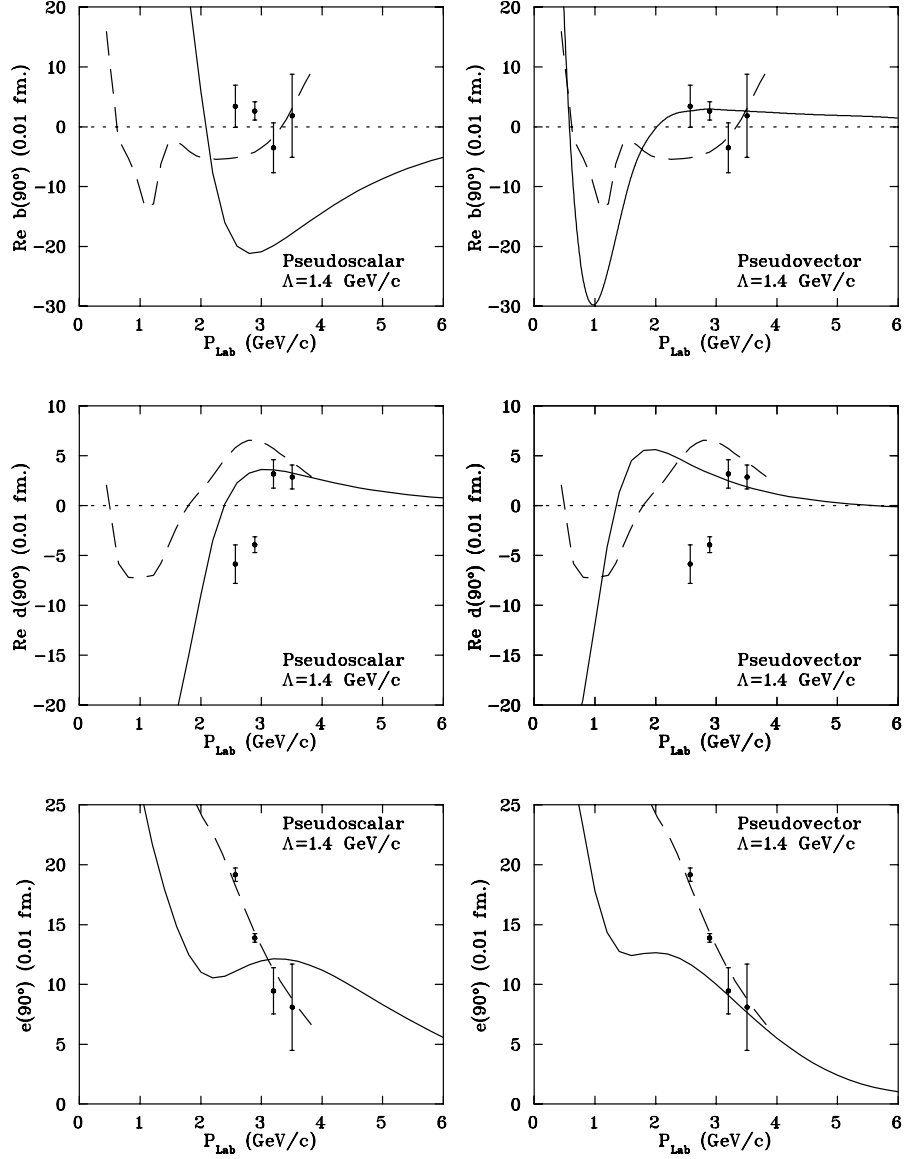 20
10
0
-10
-20
-30
Re b(90°) (0.01 fm.)
Pseudoscalar
Λ=1.4 GeV/c
0 1 2 3 4 5 6
P_Lab (GeV/c)
20
10
0
-10
-20
-30
Re b(90°) (0.01 fm.)
Pseudovector
Λ=1.4 GeV/c
0 1 2 3 4 5 6
P_Lab (GeV/c)
10
5
0
-5
-10
-15
-20
Re d(90°) (0.01 fm.)
Pseudoscalar
Λ=1.4 GeV/c
0 1 2 3 4 5 6
P_Lab (GeV/c)
10
5
0
-5
-10
-15
-20
Re d(90°) (0.01 fm.)
Pseudovector
Λ=1.4 GeV/c
0 1 2 3 4 5 6
P_Lab (GeV/c)
25
20
15
10
5
0
e(90°) (0.01 fm.)
Pseudoscalar
Λ=1.4 GeV/c
0 1 2 3 4 5 6
P_Lab (GeV/c)
25
20
15
10
5
0
e(90°) (0.01 fm.)
Pseudovector
Λ=1.4 GeV/c
0 1 2 3 4 5 6
P_Lab (GeV/c)